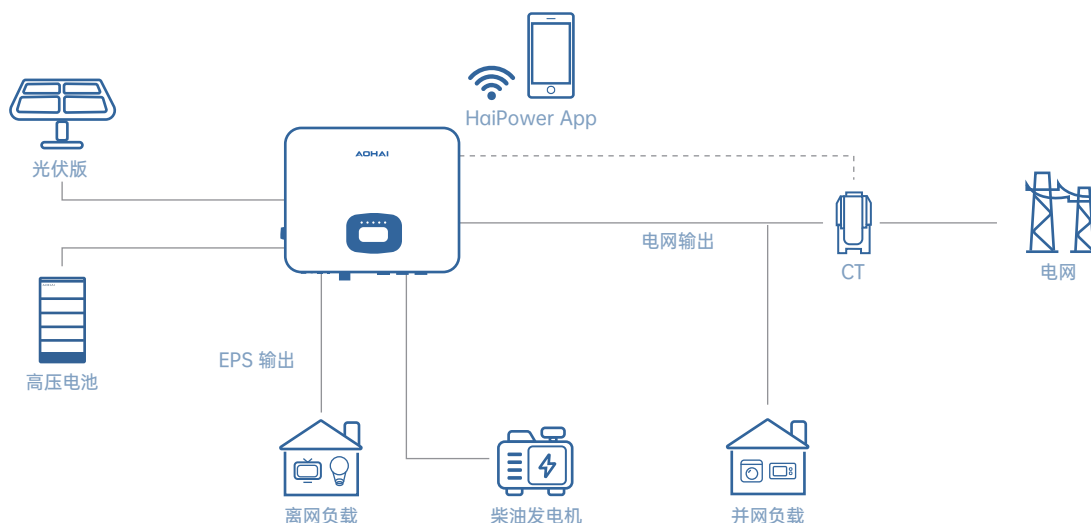 HaiPower App
AOHAI
光伏版
电网输出
CT
电网
EPS 输出
高压电池
离网负载
柴油发电机
并网负载